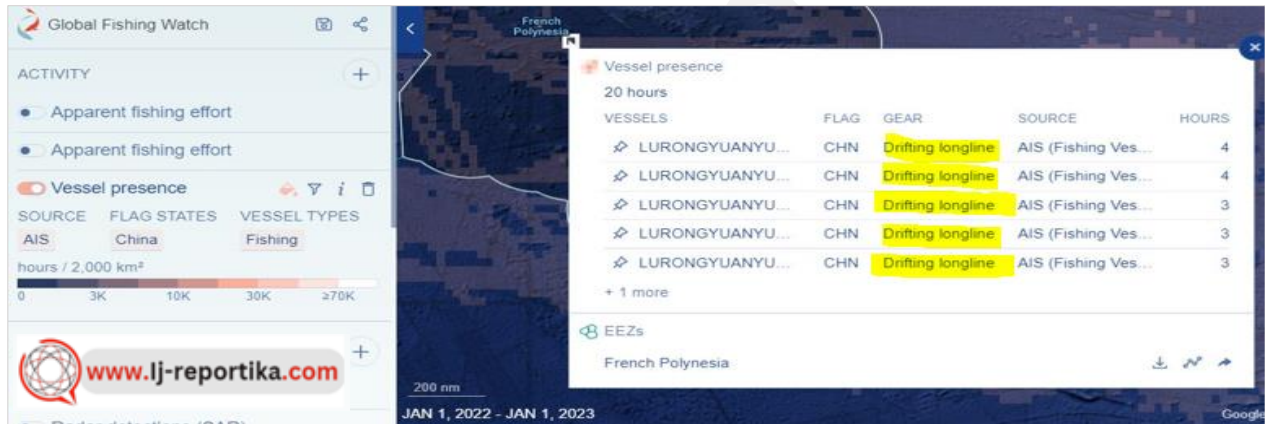 Global Fishing Watch
ACTIVITY
Apparent fishing effort
Apparent fishing effort
Vessel presence
SOURCE FLAG STATES VESSEL TYPES
AIS China Fishing
hours / 2,000 km²
0 3K 10K 30K ≥70K
www.lj-reportika.com
French
Polynesia
Vessel presence
20 hours
VESSELS FLAG GEAR SOURCE HOURS
LURONGYUANYU... CHN Drifting longline AIS (Fishing Ves... 4
LURONGYUANYU... CHN Drifting longline AIS (Fishing Ves... 4
LURONGYUANYU... CHN Drifting longline AIS (Fishing Ves... 3
LURONGYUANYU... CHN Drifting longline AIS (Fishing Ves... 3
LURONGYUANYU... CHN Drifting longline AIS (Fishing Ves... 3
+ 1 more
EEZs
French Polynesia
200 nm
JAN 1, 2022 - JAN 1, 2023
Google